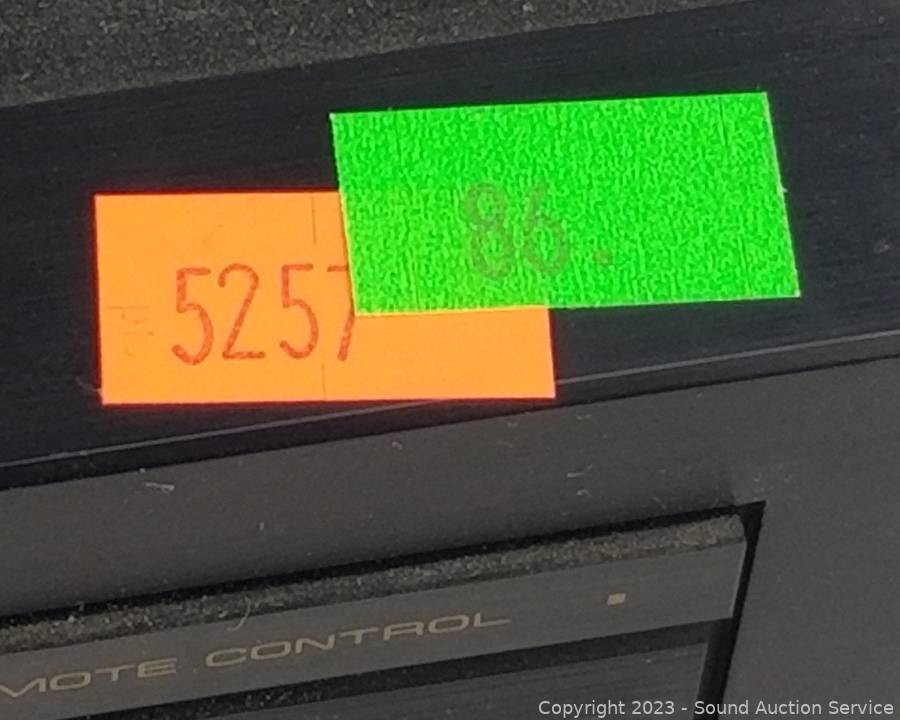 86.
5257
MOTE CONTROL
Copyright 2023 - Sound Auction Service